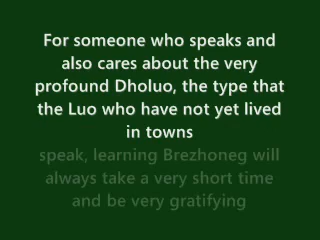 For someone who speaks and
also cares about the very
profound Dholuo, the type that
the Luo who have not yet lived
in towns
speak, learning Brezhoneg will
always take a very short time
and be very gratifying